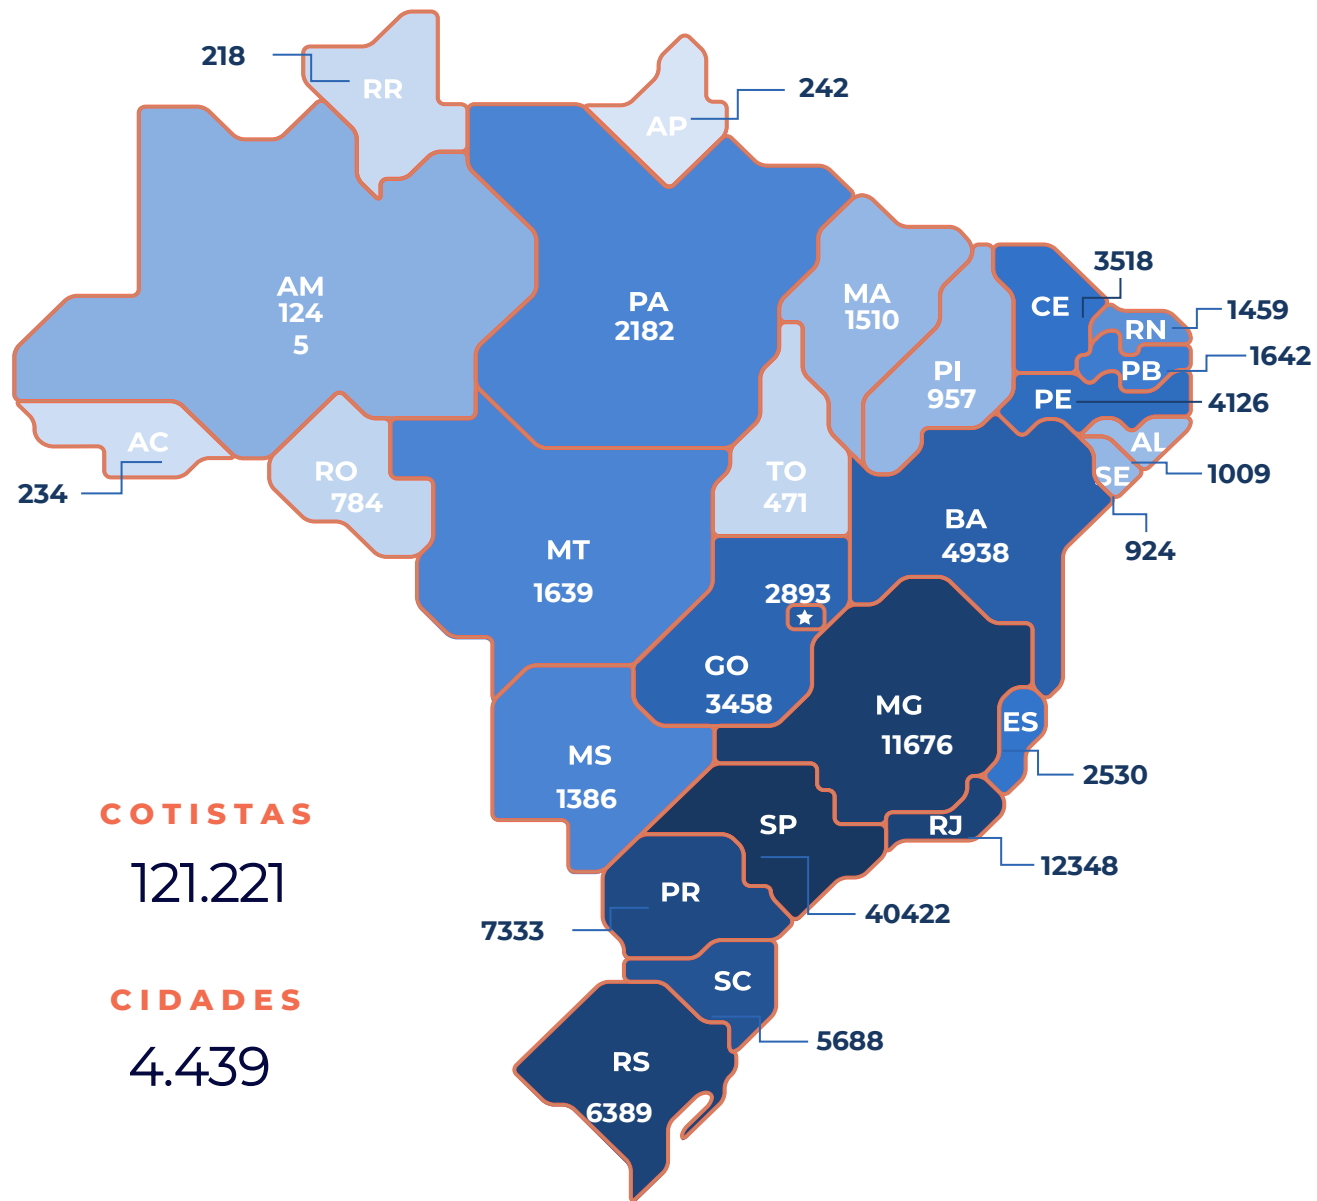 218
RR
242
AP
AM
124
5
PA
2182
MA
1510
3518
CE
1459
RN
1642
PB
PI
957
PE
4126
AC
234
RO
784
TO
471
AL
1009
SE
924
BA
4938
MT
1639
2893
GO
3458
MG
11676
ES
2530
MS
1386
SP
40422
RJ
12348
PR
7333
SC
5688
RS
6389
COTISTAS
121.221
CIDADES
4.439